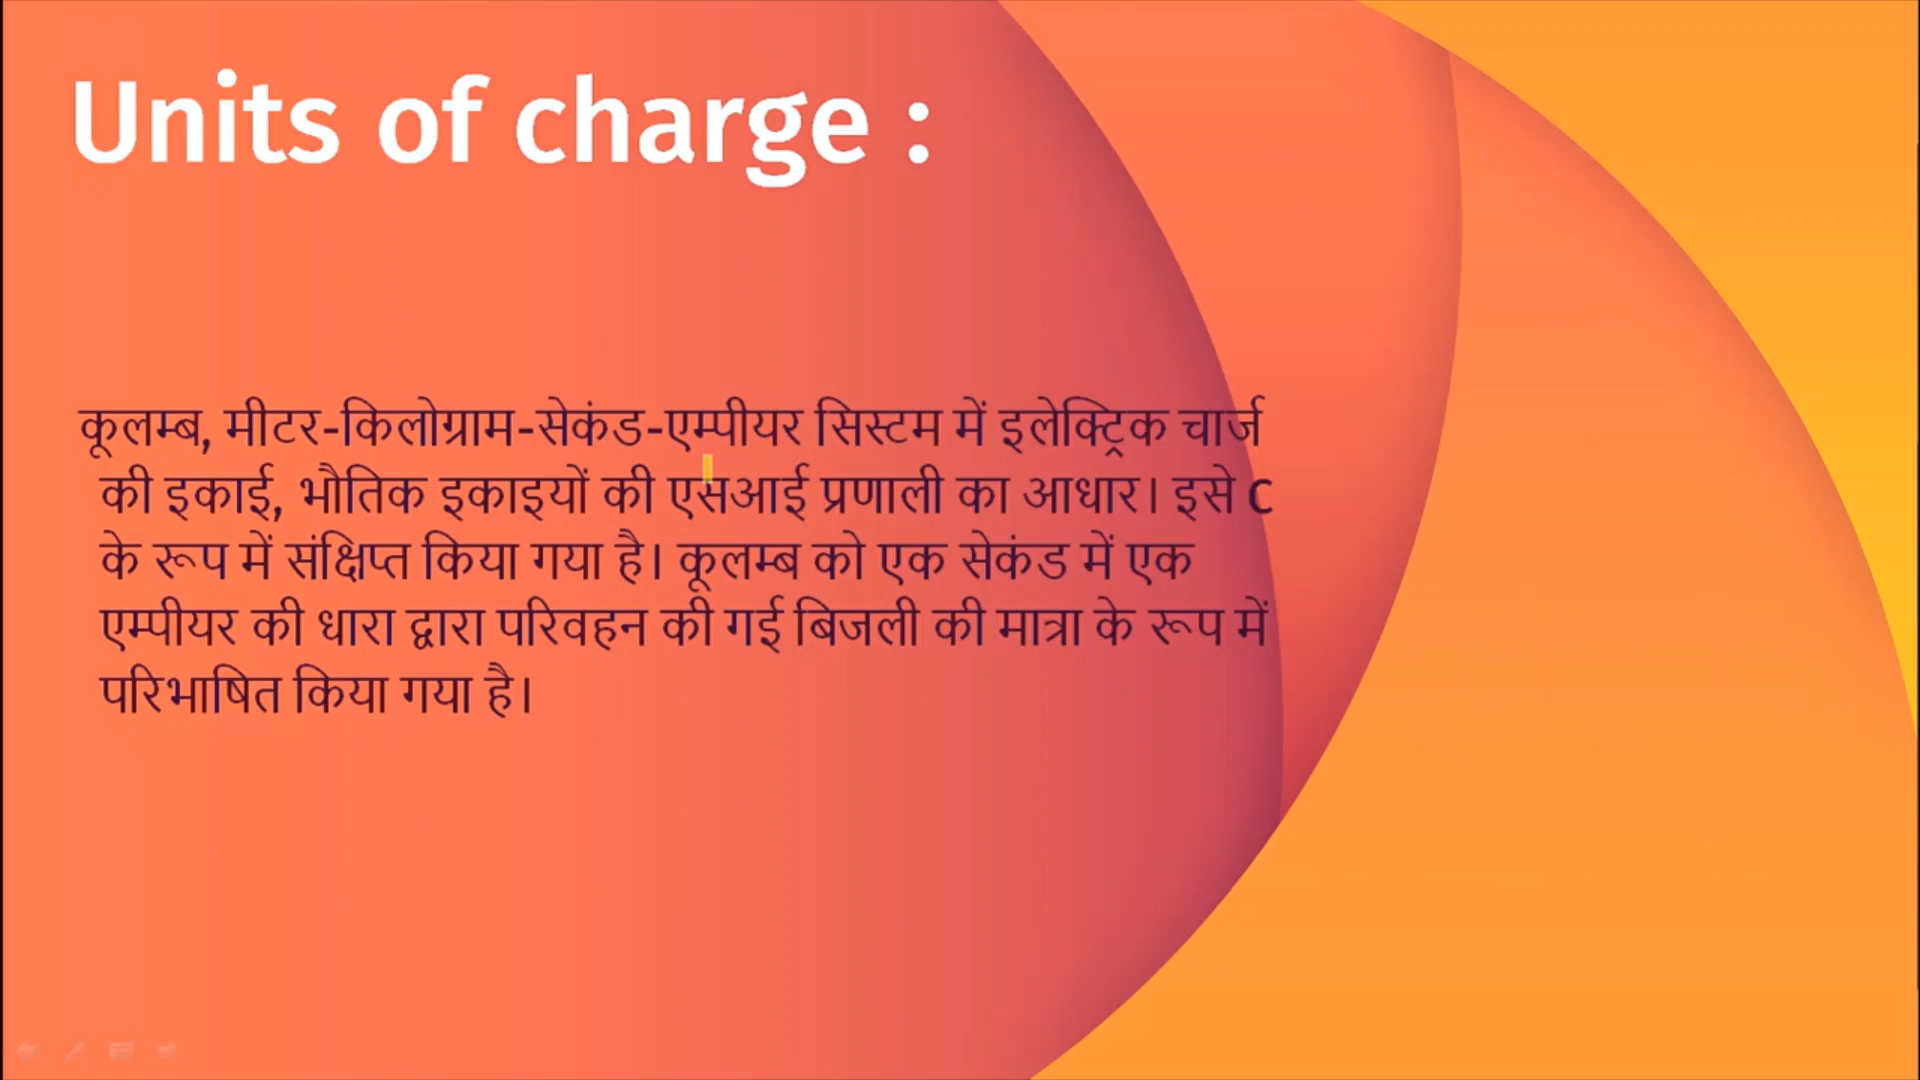 Units of charge :
कूलम्ब, मीटर-किलोग्राम-सेकंड-एम्पीयर सिस्टम में इलेक्ट्रिक चार्ज
की इकाई, भौतिक इकाइयों की एसआई प्रणाली का आधार। इसे C
के रूप में संक्षिप्त किया गया है। कूलम्ब को एक सेकंड में एक
एम्पीयर की धारा द्वारा परिवहन की गई बिजली की मात्रा के रूप में
परिभाषित किया गया है।